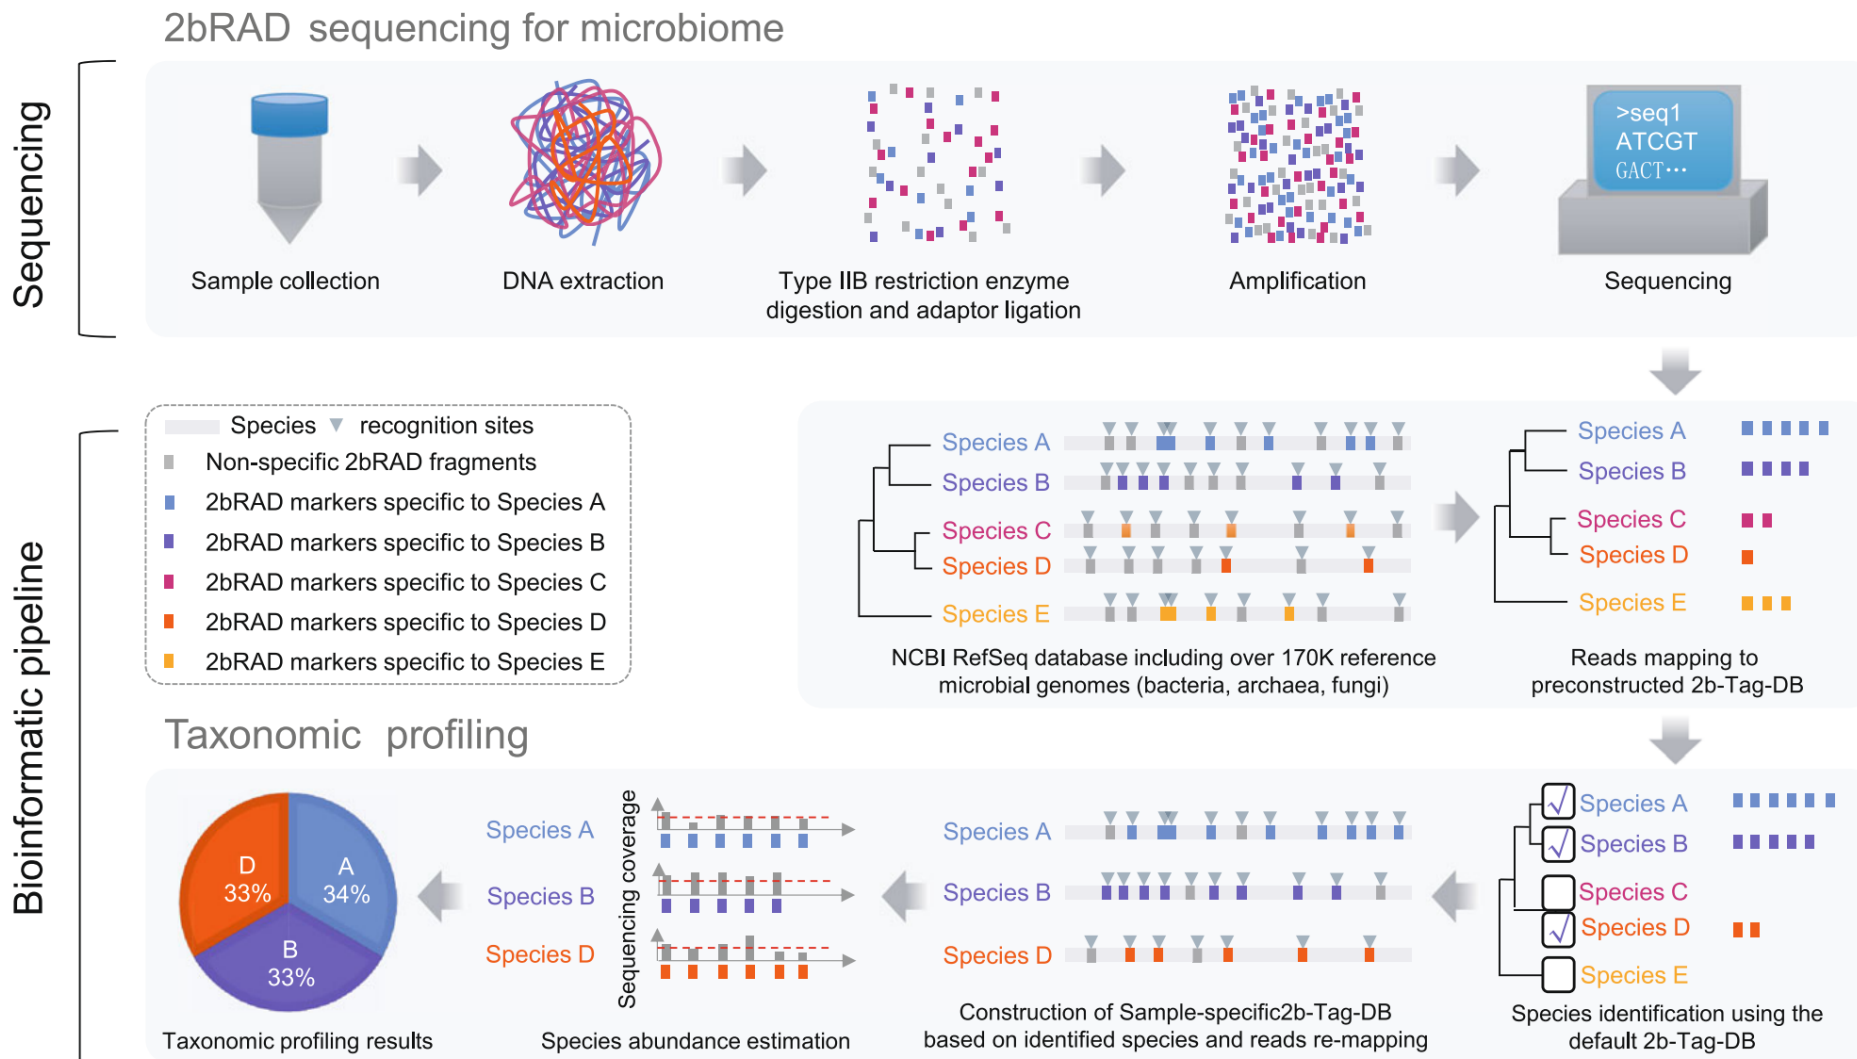 2bRAD sequencing for microbiome
Sequencing
>seq1
ATCGT
GACT···
Sample collection
DNA extraction
Type IIB restriction enzyme
digestion and adaptor ligation
Amplification
Sequencing
Bioinformatic pipeline
Species recognition sites
Non-specific 2bRAD fragments
2bRAD markers specific to Species A
2bRAD markers specific to Species B
2bRAD markers specific to Species C
2bRAD markers specific to Species D
2bRAD markers specific to Species E
Species A
Species B
Species C
Species D
Species E
NCBI RefSeq database including over 170K reference
microbial genomes (bacteria, archaea, fungi)
Species A
Species B
Species C
Species D
Species E
Reads mapping to
preconstructed 2b-Tag-DB
Taxonomic profiling
Species A
Species B
Species C
Species D
Species E
Species identification using the
default 2b-Tag-DB
Species A
Species B
Species D
Construction of Sample-specific2b-Tag-DB
based on identified species and reads re-mapping
Species A
Species B
Species D
Sequencing coverage
Species abundance estimation
D
33%
A
34%
B
33%
Taxonomic profiling results